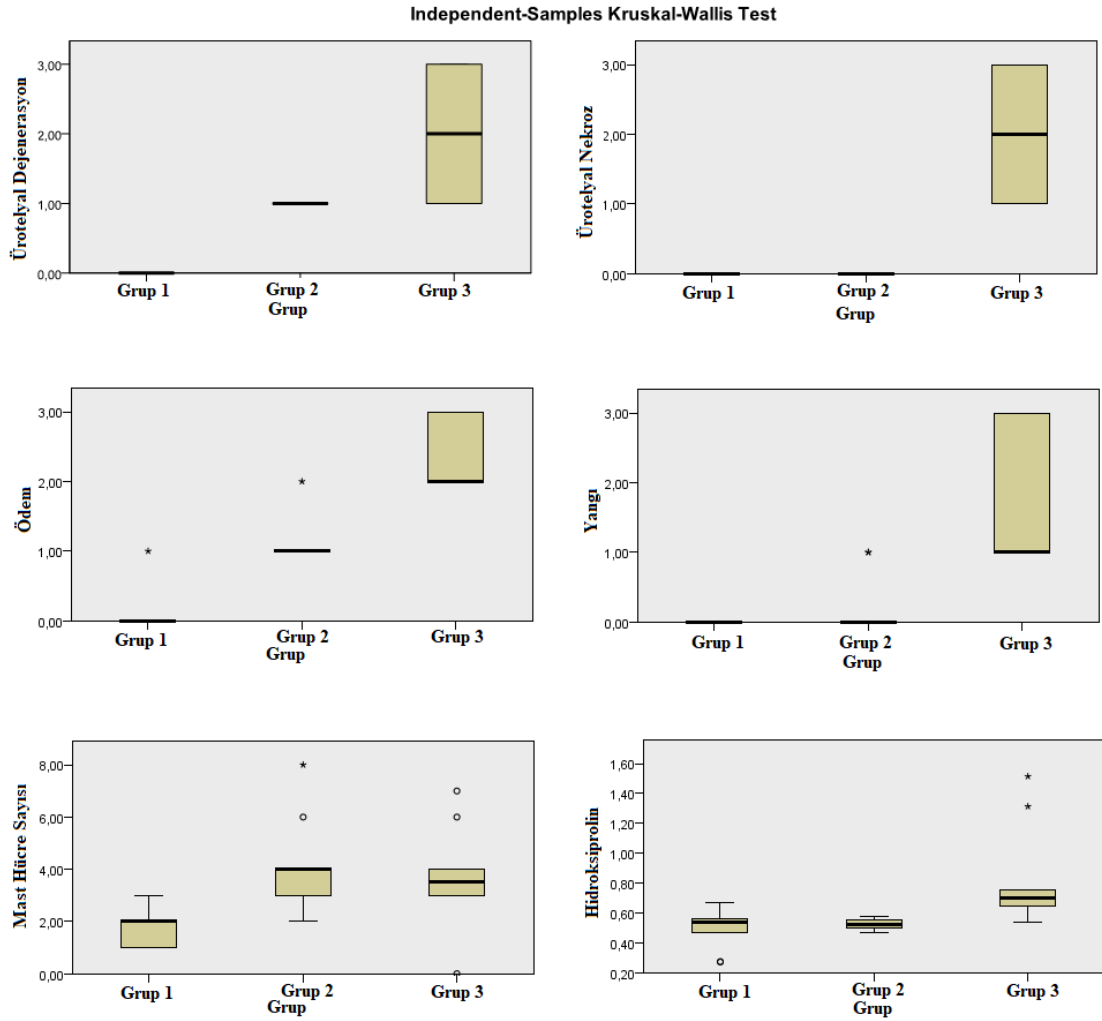 Independent-Samples Kruskal-Wallis Test
Ürotelyal Dejenerasyon
3,00
2,00
1,00
0,00
Grup 1
Grup 2
Grup 3
Grup
Ürotelyal Nekroz
3,00
2,00
1,00
0,00
Grup 1
Grup 2
Grup 3
Grup
Ödem
3,00
2,00
1,00
0,00
Grup 1
Grup 2
Grup 3
Grup
Yangı
3,00
2,00
1,00
0,00
Grup 1
Grup 2
Grup 3
Grup
Mast Hücre Sayısı
8,00
6,00
4,00
2,00
0,00
Grup 1
Grup 2
Grup 3
Grup
Hidroksiprolin
1,60
1,40
1,20
1,00
0,80
0,60
0,40
0,20
Grup 1
Grup 2
Grup 3
Grup